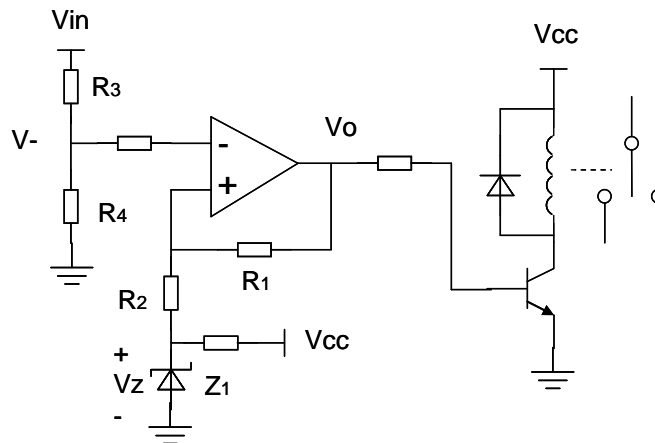 Vin
Vcc
R3
V-
Vo
-
+
R4
R1
R2
Vcc
+
Vz
Z1
-